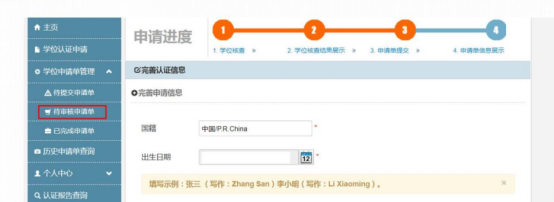 主页
学位认证申请
学位申请单管理
待提交申请单
待审核申请单
已完成申请单
历史申请单查询
个人中心
认证报告查询
申请进度
1 2 3 4
1. 学位核查 » 2. 学位核查结果展示 » 3. 申请单提交 » 4. 申请单信息展示
完善认证信息
完善申请信息
国籍 中国/P.R.China *
出生日期 12 *
填写示例：张三（写作：Zhang San）李小明（写作：Li Xiaoming）。 ×